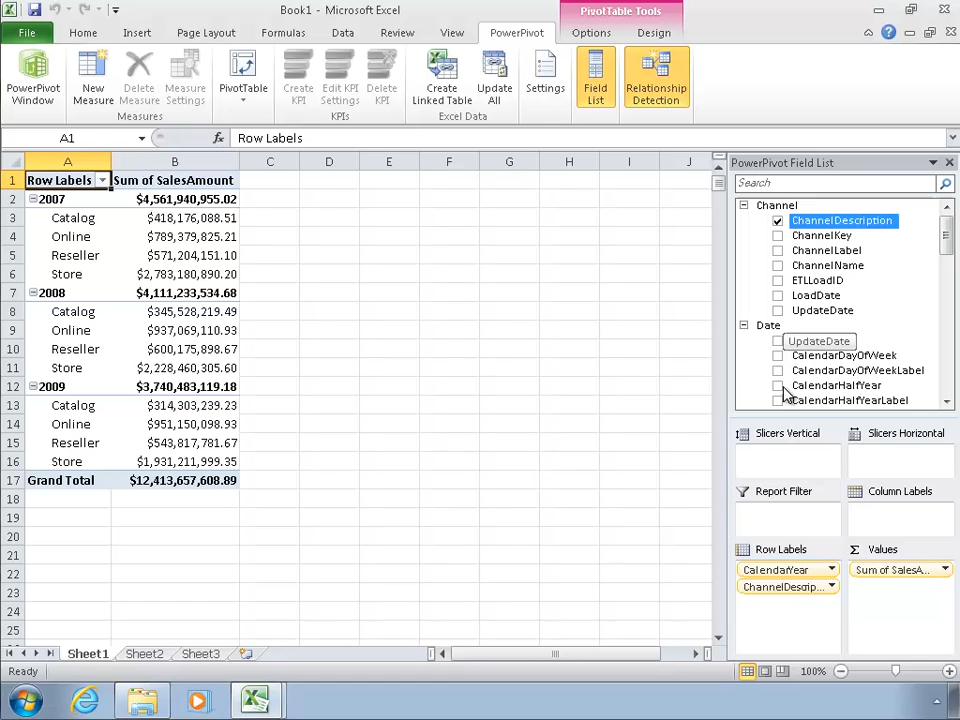 Book1 - Microsoft Excel
PivotTable Tools
File
Home
Insert
Page Layout
Formulas
Data
Review
View
PowerPivot
Options
Design
PowerPivot Window
New Measure
Delete Measure
Measure Settings
Measures
PivotTable
Create KPI
Edit KPI Settings
Delete KPI
KPIs
Create Linked Table
Update All
Excel Data
Settings
Field List
Relationship Detection
A1
fx
Row Labels
A B C D E F G H I J
1 Row Labels Sum of SalesAmount
2 2007 $4,561,940,955.02
3 Catalog $418,176,088.51
4 Online $789,379,825.21
5 Reseller $571,204,151.10
6 Store $2,783,180,890.20
7 2008 $4,111,233,534.68
8 Catalog $345,528,219.49
9 Online $937,069,110.93
10 Reseller $600,175,898.67
11 Store $2,228,460,305.60
12 2009 $3,740,483,119.18
13 Catalog $314,303,239.23
14 Online $951,150,098.93
15 Reseller $543,817,781.67
16 Store $1,931,211,999.35
17 Grand Total $12,413,657,608.89
18
19
20
21
22
23
24
25
PowerPivot Field List
Search
Channel
ChannelDescription
ChannelKey
ChannelLabel
ChannelName
ETLLoadID
LoadDate
UpdateDate
Date
UpdateDate
CalendarDayOfWeek
CalendarDayOfWeekLabel
CalendarHalfYear
CalendarHalfYearLabel
Slicers Vertical
Slicers Horizontal
Report Filter
Column Labels
Row Labels
Σ Values
CalendarYear
Sum of SalesA...
ChannelDescrip...
Sheet1
Sheet2
Sheet3
Ready
100%